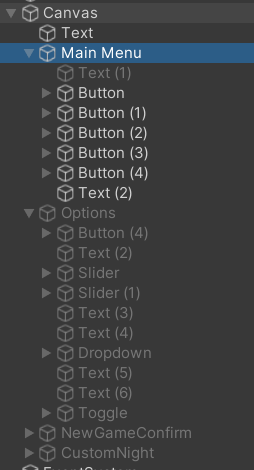 Canvas
Text
Main Menu
Text (1)
Button
Button (1)
Button (2)
Button (3)
Button (4)
Text (2)
Options
Button (4)
Text (2)
Slider
Slider (1)
Text (3)
Text (4)
Dropdown
Text (5)
Text (6)
Toggle
NewGameConfirm
CustomNight
EventSystem